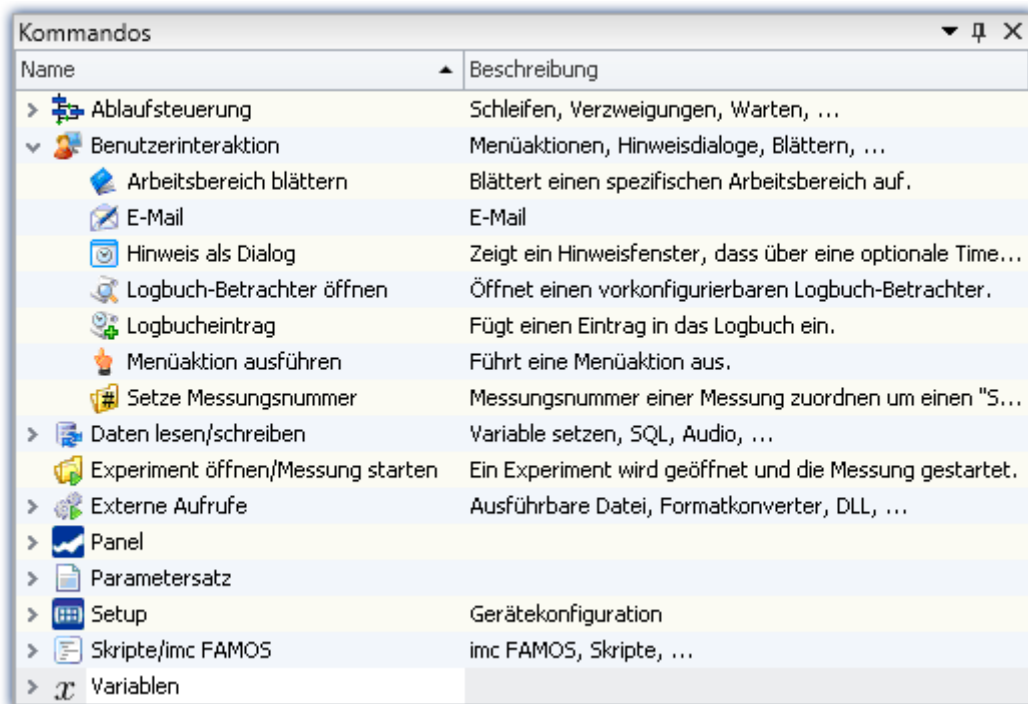 Kommandos
Name Beschreibung
Ablaufsteuerung Schleifen, Verzweigungen, Warten, ...
Benutzerinteraktion Menüaktionen, Hinweisdialoge, Blättern, ...
Arbeitsbereich blättern Blättert einen spezifischen Arbeitsbereich auf.
E-Mail E-Mail
Hinweis als Dialog Zeigt ein Hinweisfenster, dass über eine optionale Time...
Logbuch-Betrachter öffnen Öffnet einen vorkonfigurierbaren Logbuch-Betrachter.
Logbucheintrag Fügt einen Eintrag in das Logbuch ein.
Menüaktion ausführen Führt eine Menüaktion aus.
# Setze Messungsnummer Messungsnummer einer Messung zuordnen um einen "S...
Daten lesen/schreiben Variable setzen, SQL, Audio, ...
Experiment öffnen/Messung starten Ein Experiment wird geöffnet und die Messung gestartet.
Externe Aufrufe Ausführbare Datei, Formatkonverter, DLL, ...
Panel
Parametersatz
Setup Gerätekonfiguration
Skripte/imc FAMOS imc FAMOS, Skripte, ...
x Variablen